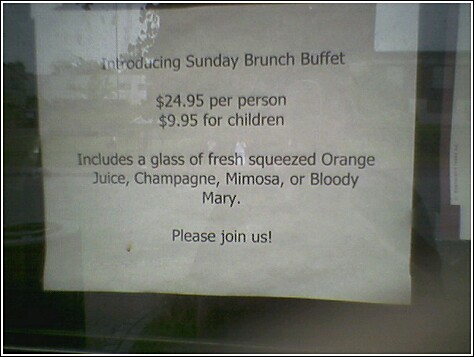 Introducing Sunday Brunch Buffet
$24.95 per person
$9.95 for children
Includes a glass of fresh squeezed Orange
Juice, Champagne, Mimosa, or Bloody
Mary.
Please join us!